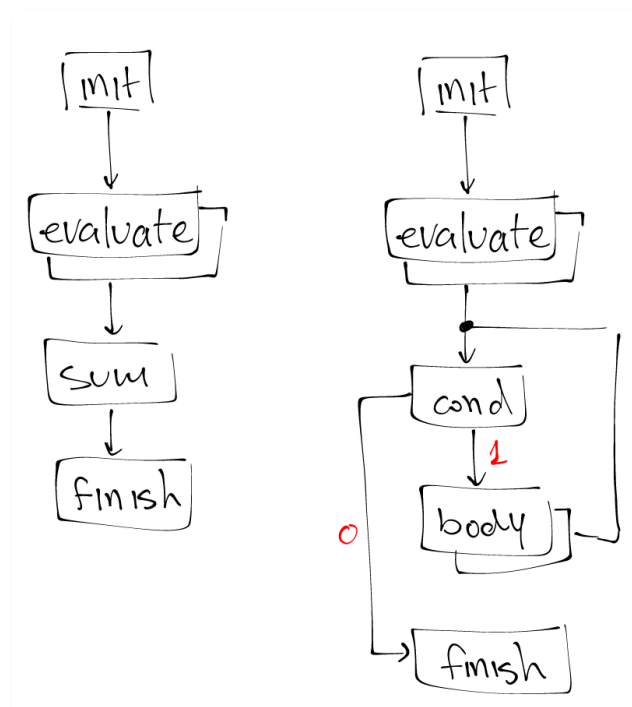 init
evaluate
sum
finish
init
evaluate
cond
1
body
0
finish